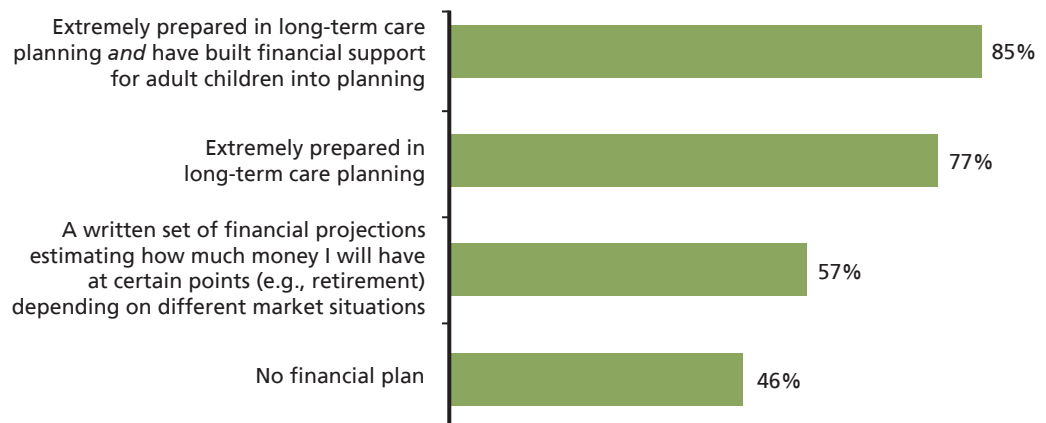 Extremely prepared in long-term care
planning and have built financial support
for adult children into planning
85%
Extremely prepared in
long-term care planning
77%
A written set of financial projections
estimating how much money I will have
at certain points (e.g., retirement)
depending on different market situations
57%
No financial plan
46%